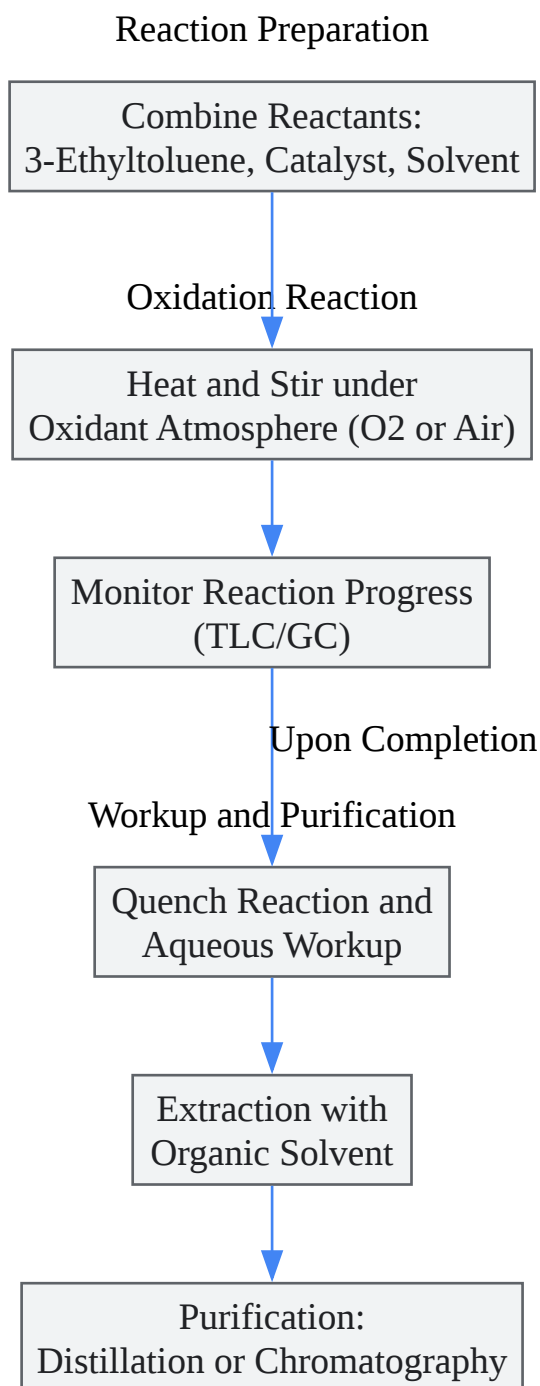 Reaction Preparation
Combine Reactants:
3-Ethyltoluene, Catalyst, Solvent
Oxidation Reaction
Heat and Stir under
Oxidant Atmosphere (O2 or Air)
Monitor Reaction Progress
(TLC/GC)
Upon Completion
Workup and Purification
Quench Reaction and
Aqueous Workup
Extraction with
Organic Solvent
Purification:
Distillation or Chromatography